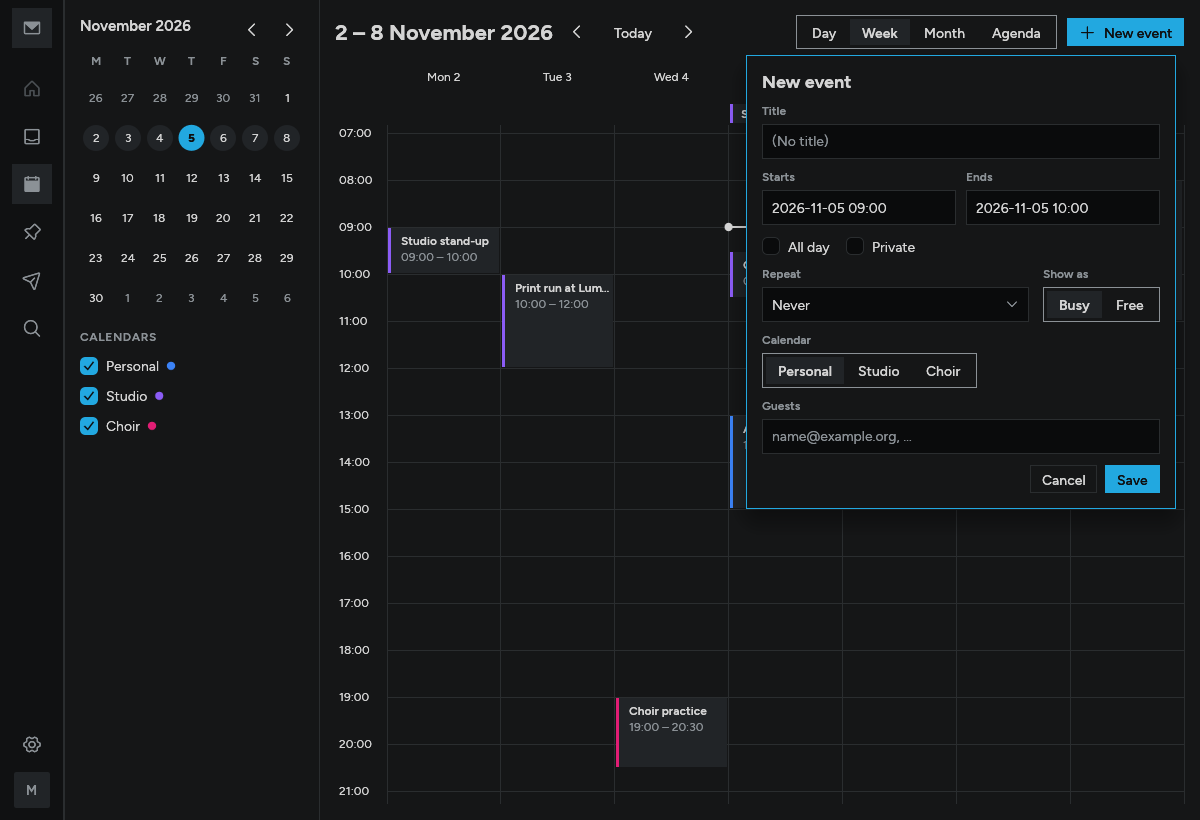 November 2026
M T W T F S S
26 27 28 29 30 31 1
2 3 4 5 6 7 8
9 10 11 12 13 14 15
16 17 18 19 20 21 22
23 24 25 26 27 28 29
30 1 2 3 4 5 6
CALENDARS
Personal
Studio
Choir
M
2 – 8 November 2026
Today
Day Week Month Agenda
New event
Mon 2 Tue 3 Wed 4
07:00
08:00
09:00
10:00
11:00
12:00
13:00
14:00
15:00
16:00
17:00
18:00
19:00
20:00
21:00
Studio stand-up
09:00 – 10:00
Print run at Lum...
10:00 – 12:00
Choir practice
19:00 – 20:30
New event
Title
(No title)
Starts Ends
2026-11-05 09:00 2026-11-05 10:00
All day Private
Repeat Show as
Never Busy Free
Calendar
Personal Studio Choir
Guests
name@example.org, ...
Cancel Save